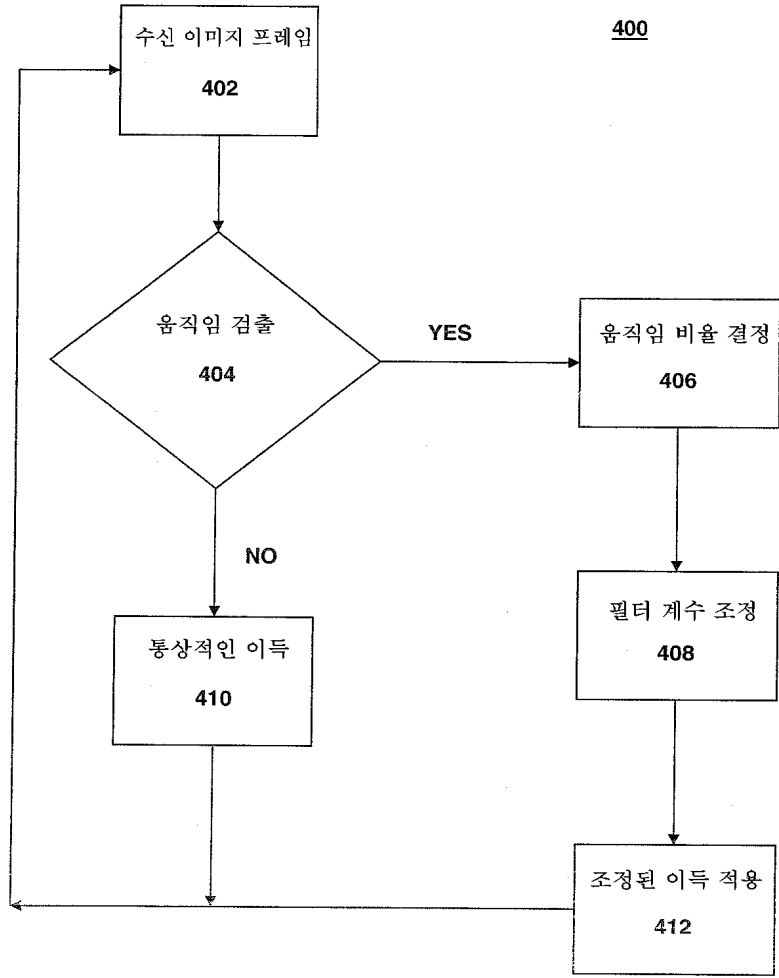 400
수신 이미지 프레임
402
움직임 검출
404
YES
움직임 비율 결정
406
NO
필터 계수 조정
408
통상적인 이득
410
조정된 이득 적용
412